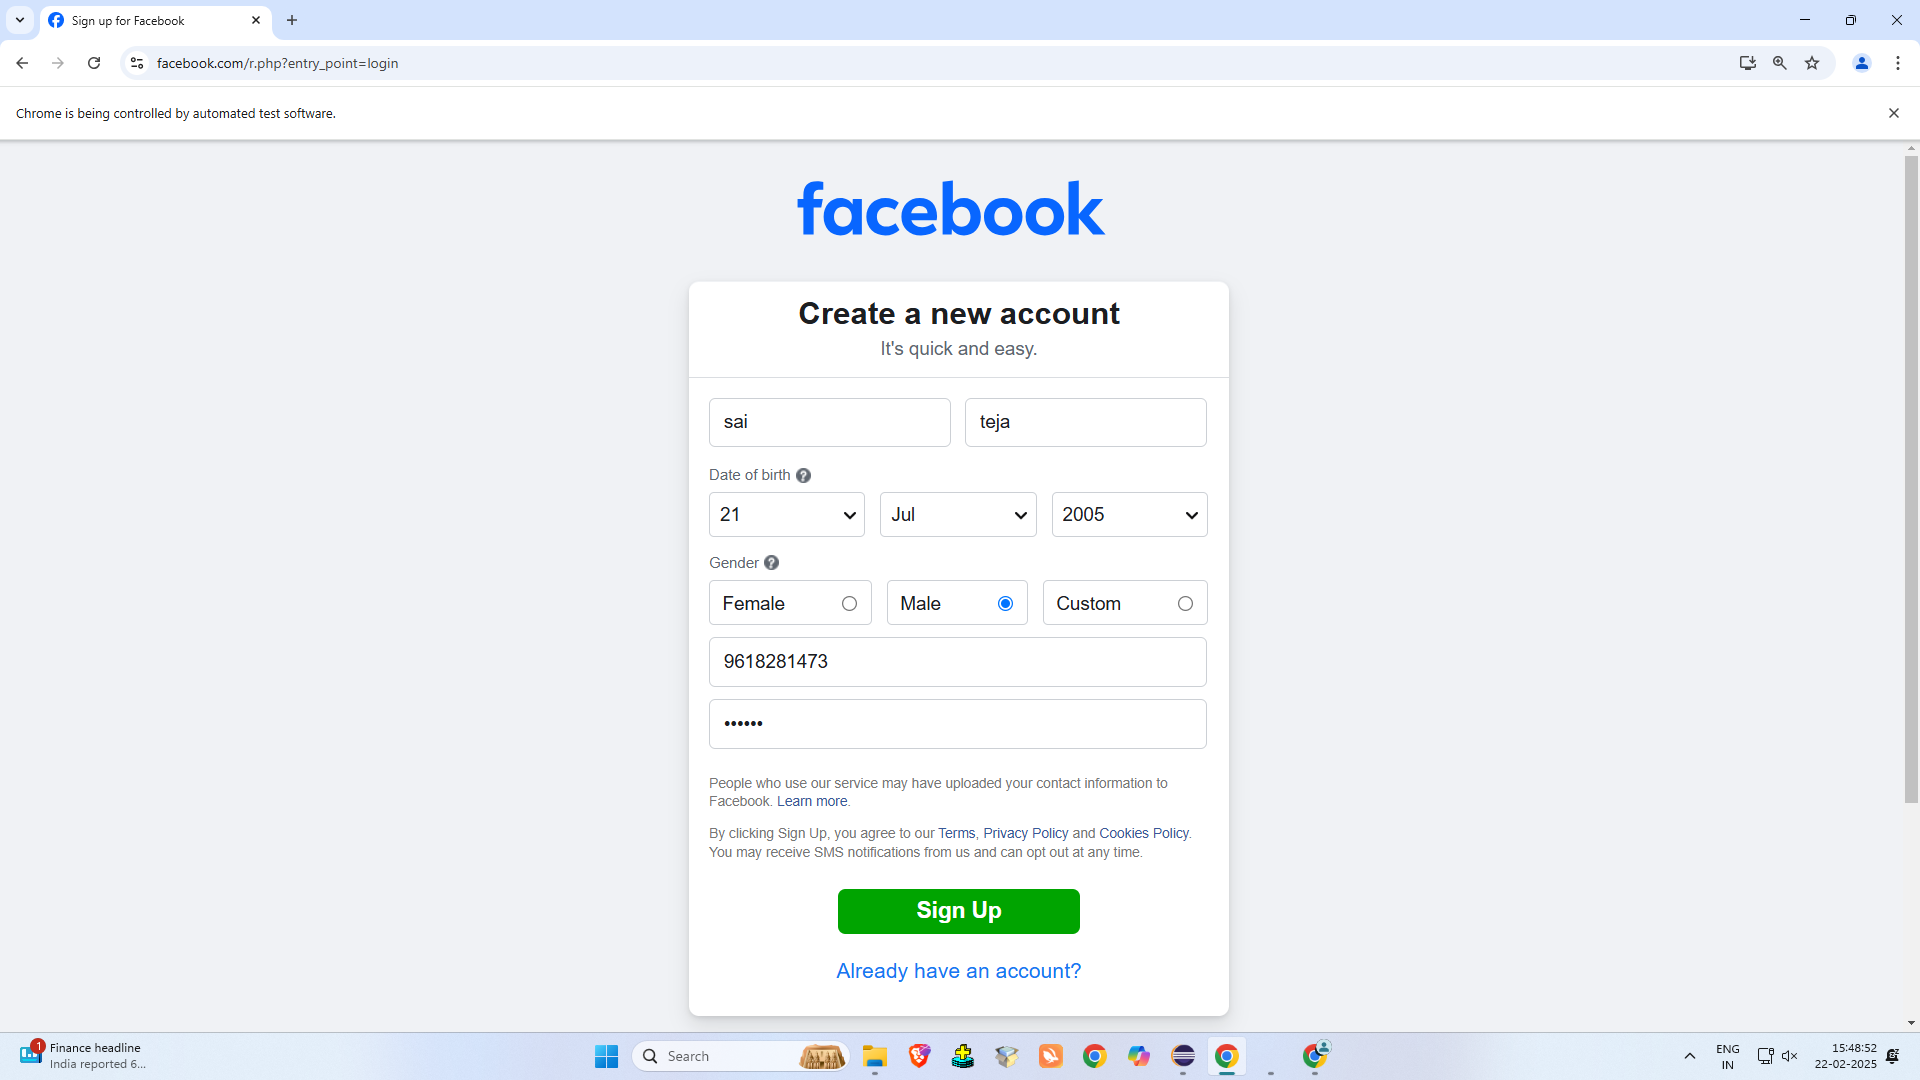 Sign up for Facebook
facebook.com/r.php?entry_point=login
Chrome is being controlled by automated test software.
facebook
Create a new account
It's quick and easy.
sai teja
Date of birth
21 Jul 2005
Gender
Female Male Custom
9618281473
••••••
People who use our service may have uploaded your contact information to
Facebook. Learn more.
By clicking Sign Up, you agree to our Terms, Privacy Policy and Cookies Policy.
You may receive SMS notifications from us and can opt out at any time.
Sign Up
Already have an account?
1
Finance headline
India reported 6...
Search
ENG
IN
15:48:52
22-02-2025